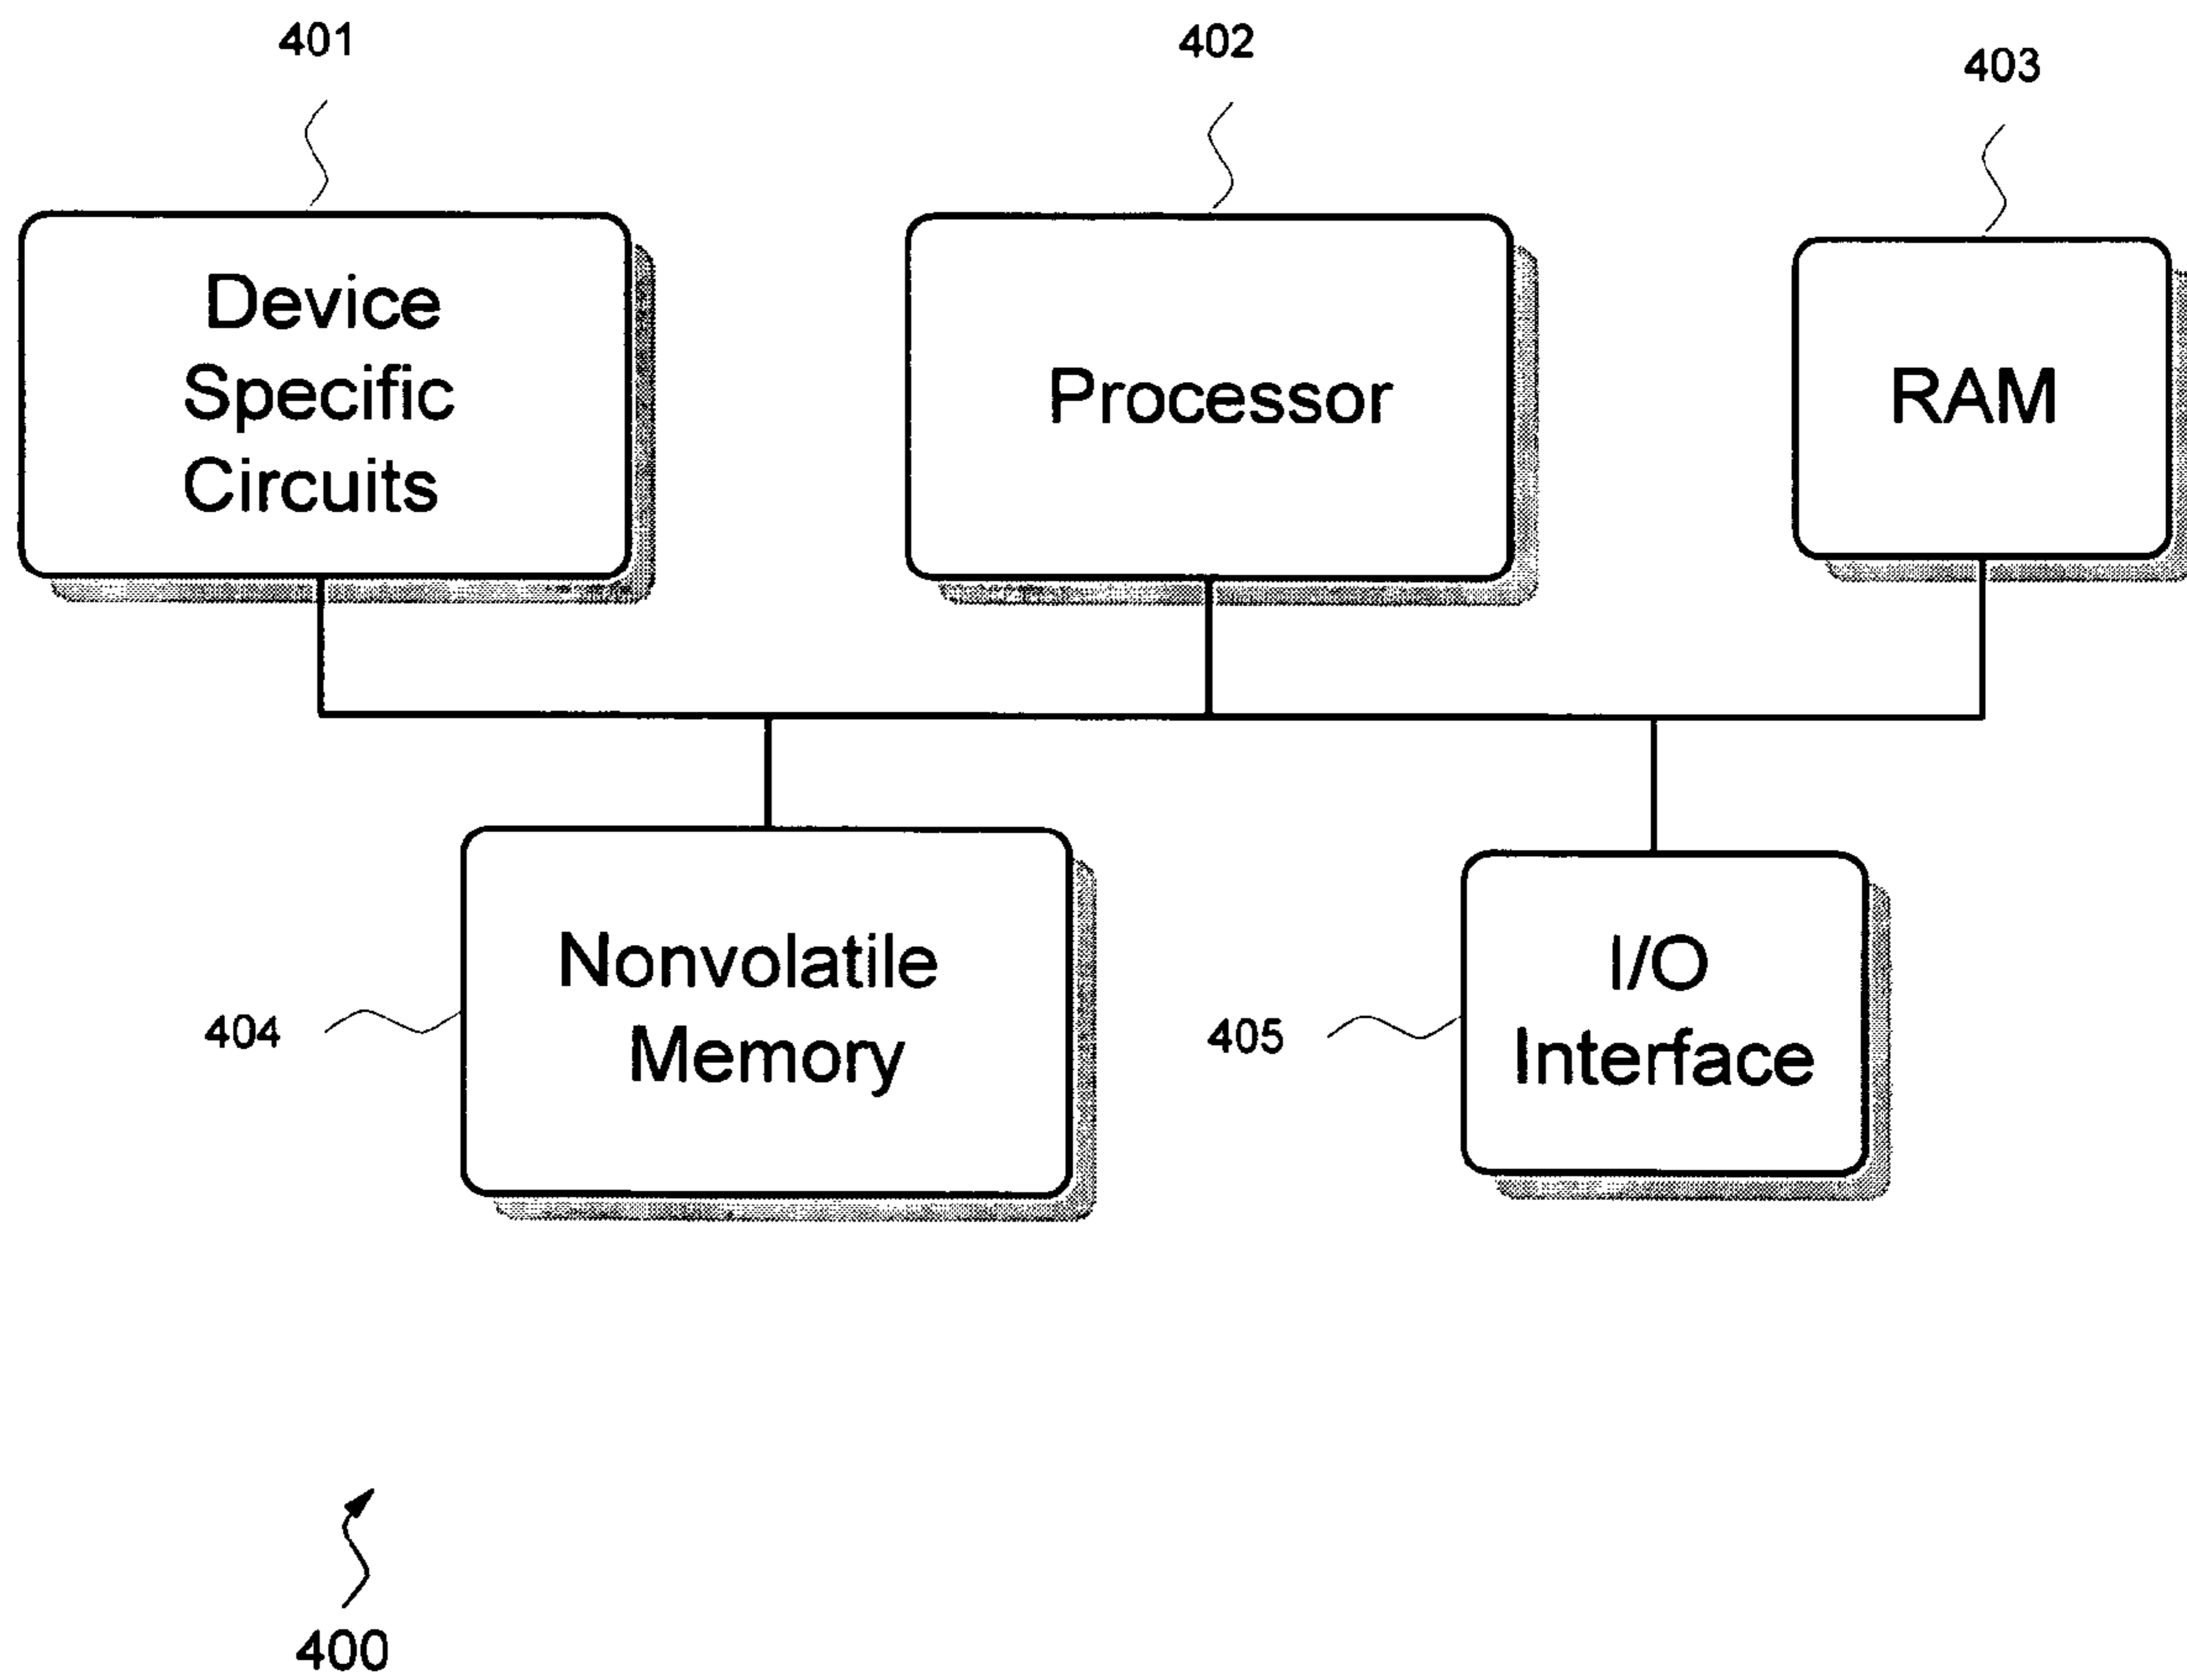 401
402
403
Device
Specific
Circuits
Processor
RAM
Nonvolatile
Memory
404
I/O
Interface
405
400